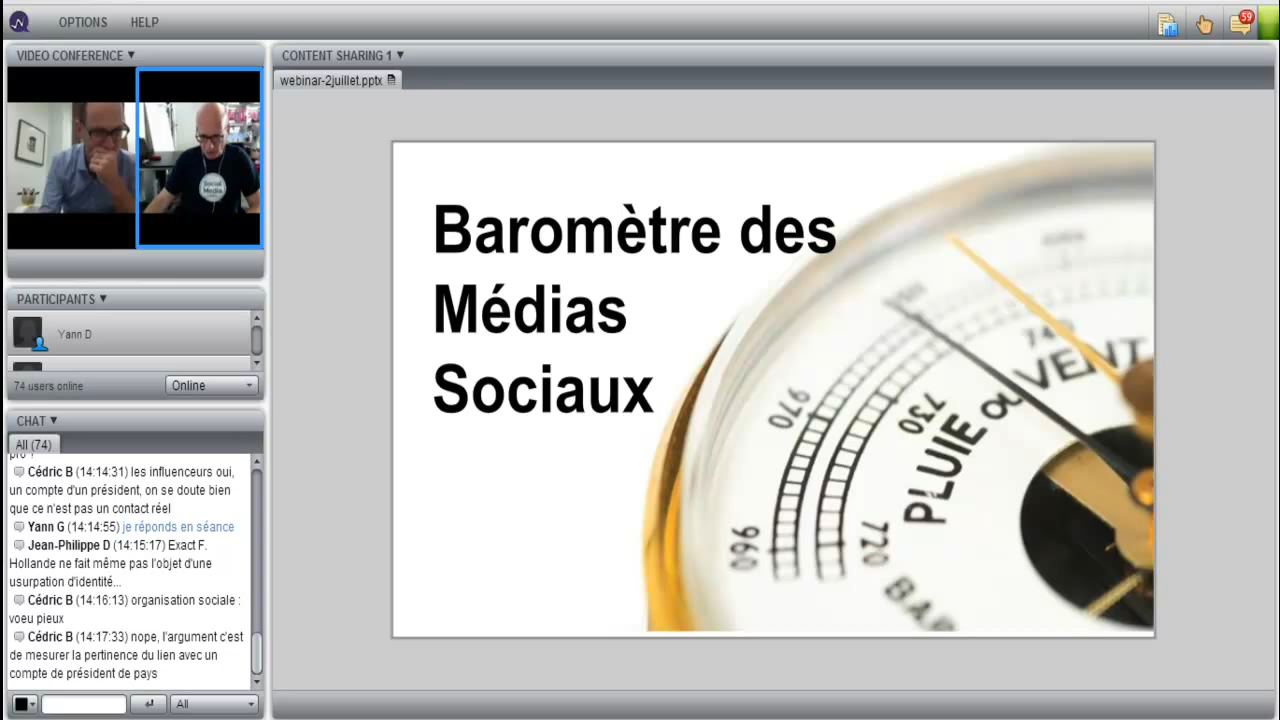 OPTIONS HELP
59
VIDEO CONFERENCE
CONTENT SHARING 1
webinar-2juillet.pptx
Social
Media
PARTICIPANTS
Yann D
74 users online
Online
CHAT
All (74)
pro ?
Cédric B (14:14:31) les influenceurs oui,
un compte d'un président, on se doute bien
que ce n'est pas un contact réel
Yann G (14:14:55) je réponds en séance
Jean-Philippe D (14:15:17) Exact F.
Hollande ne fait même pas l'objet d'une
usurpation d'identité...
Cédric B (14:16:13) organisation sociale :
voeu pieux
Cédric B (14:17:33) nope, l'argument c'est
de mesurer la pertinence du lien avec un
compte de président de pays
All
Baromètre des
Médias
Sociaux
960
970
720
730
740
PLUIE OU VENT
BAR